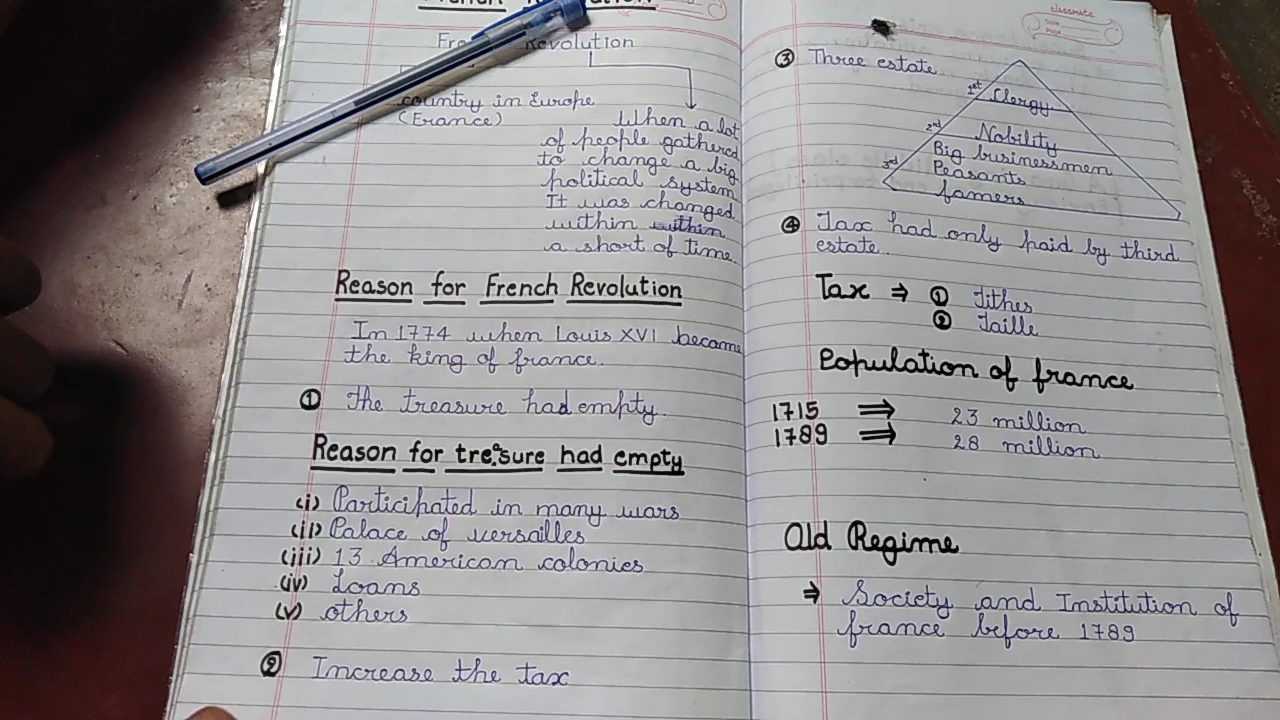 French
French Revolution
country in Europe
(France)
When a lot
of people gathered
to change a big
political system
It was changed
within within
a short of time.
Reason for French Revolution
In 1774 when Louis XVI became
the king of france.
① the treasure had empty.
Reason for treasure had empty
(i) Participated in many wars
(ii) Palace of versailles
(iii) 13 American colonies
(iv) Loans
(v) others
② Increase the tax
classmate
Date
Page
③ Three estate
1st Clergy
2nd Nobility
Big businessmen
3rd Peasants
famers
④ Tax had only paid by third
estate.
Tax ⇒ ① Tithes
② Taille
Population of france
1715 ⇒ 23 million
1789 ⇒ 28 million
Old Regime
⇒ Society and Institution of
france before 1789